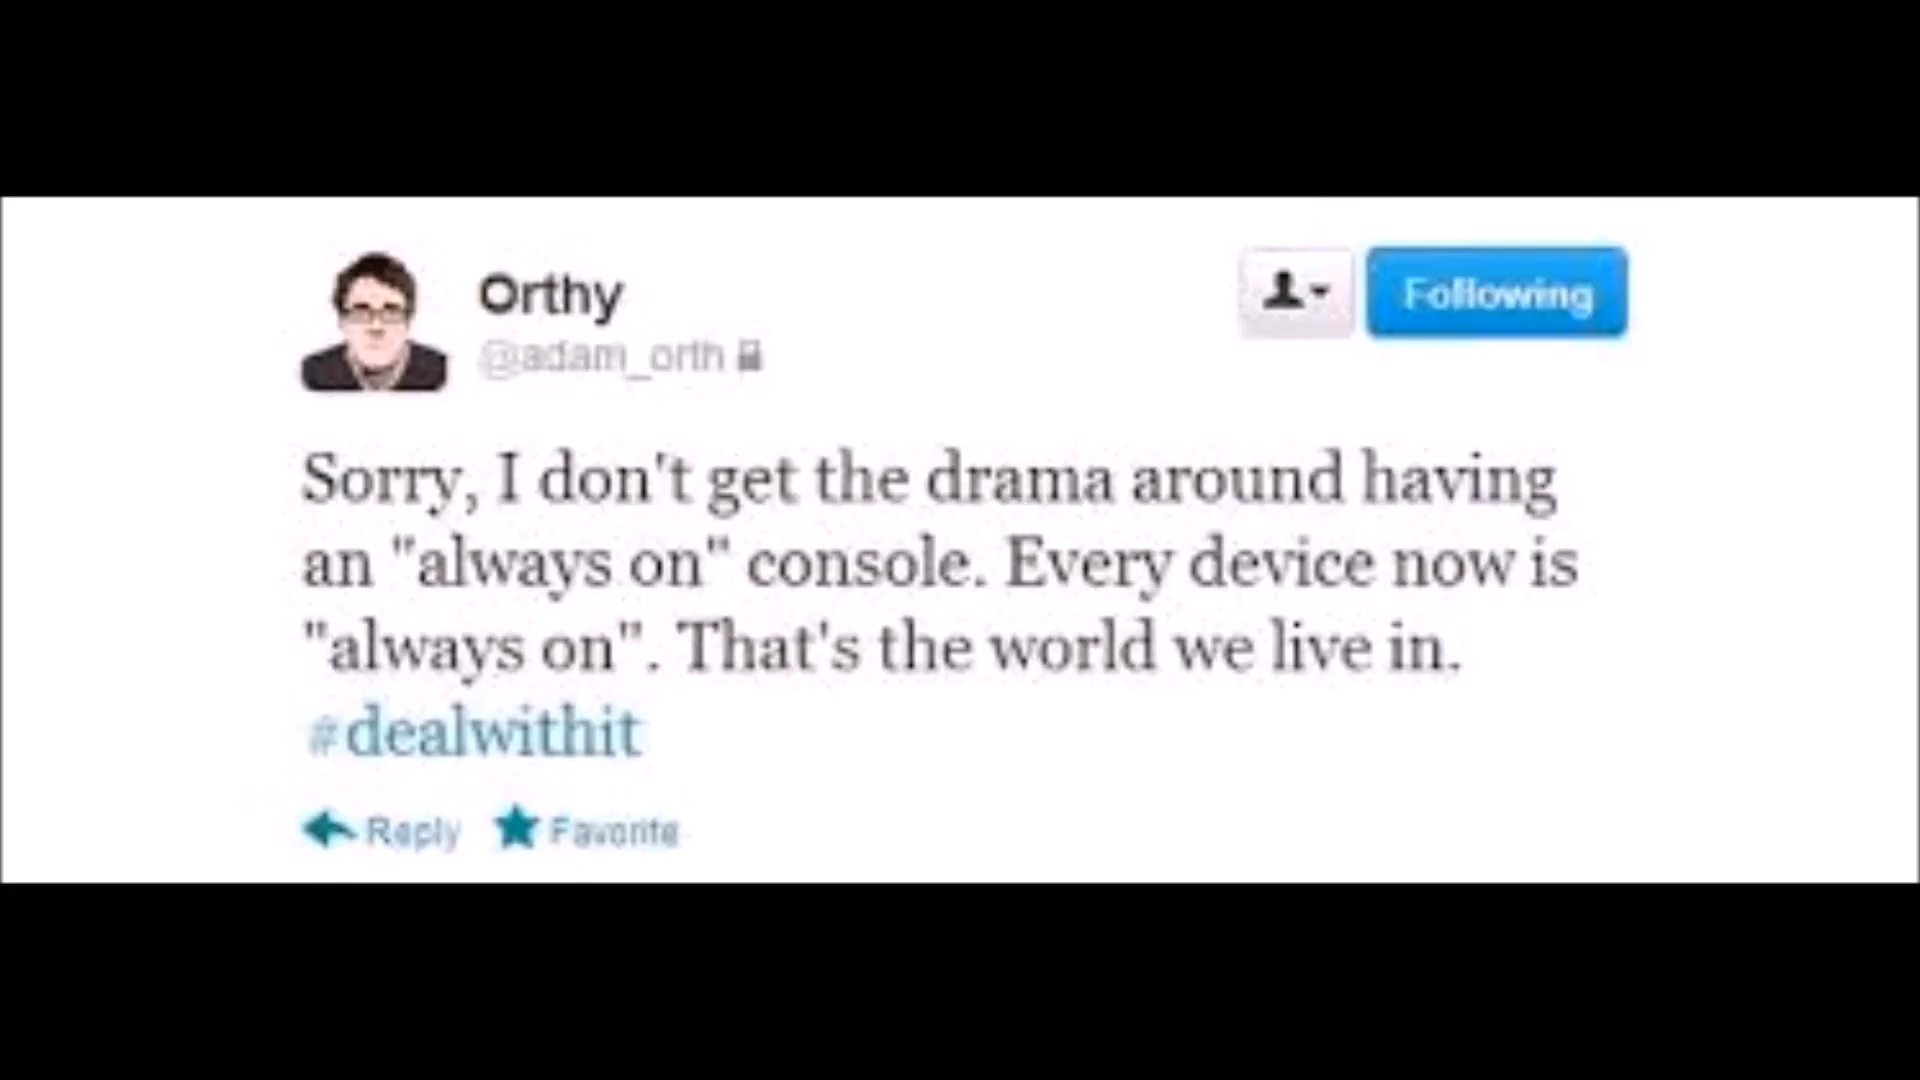 Orthy
Following
@adam_orth
Sorry, I don't get the drama around having
an "always on" console. Every device now is
"always on". That's the world we live in.
#dealwithit
Reply Favorite